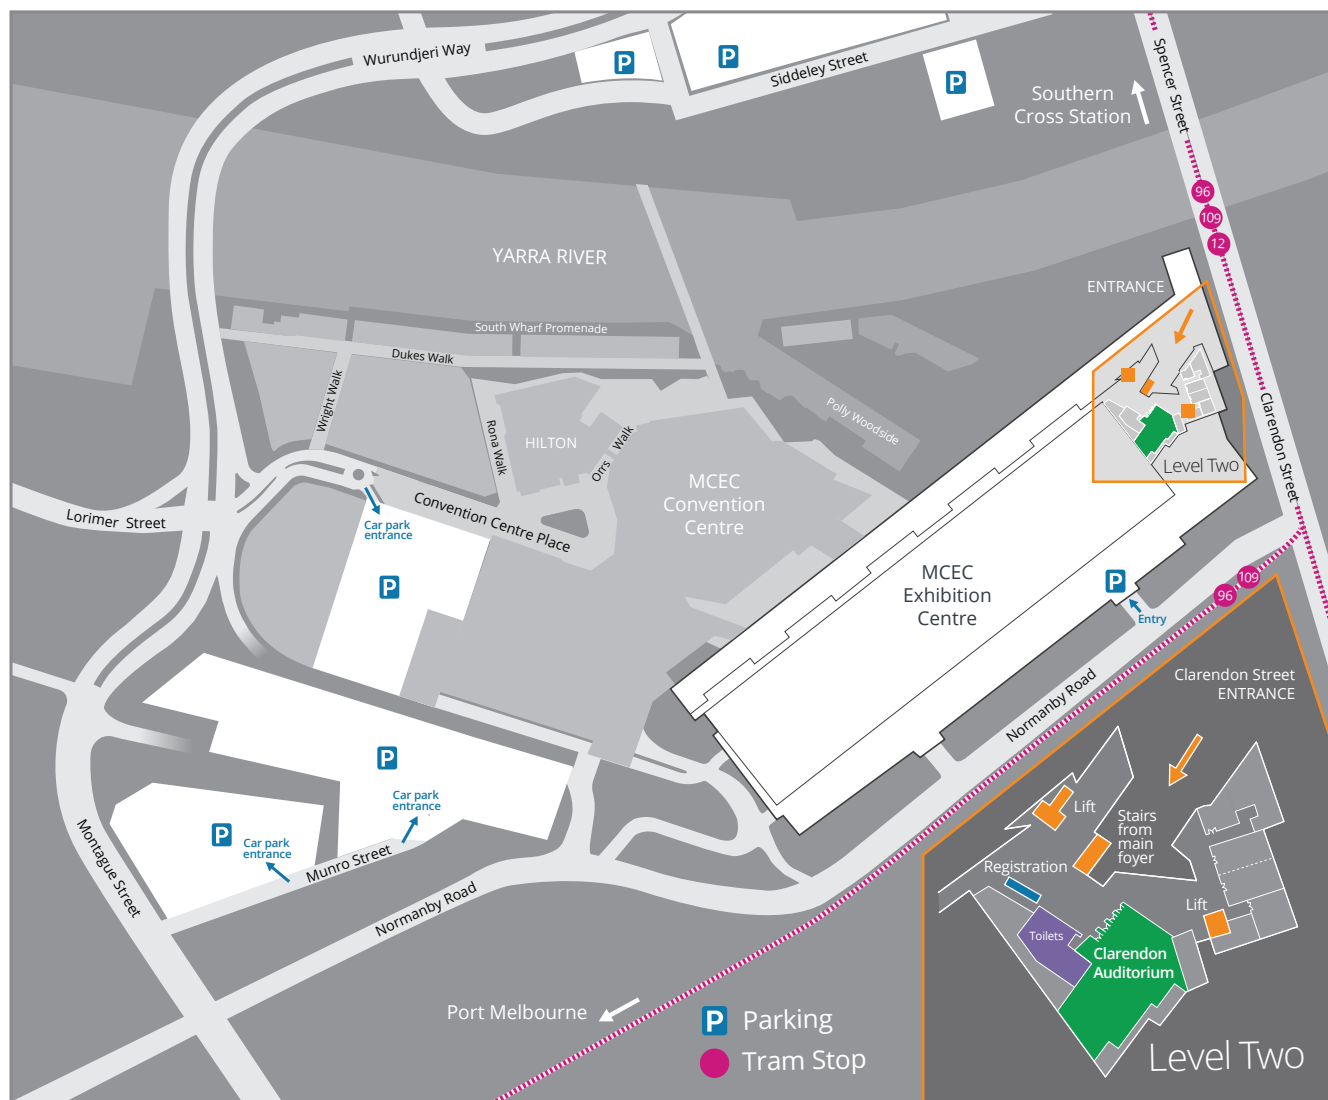 Wurundjeri Way
P
P
Siddeley Street
P
Spencer Street
Southern
Cross Station
96
109
12
YARRA RIVER
ENTRANCE
South Wharf Promenade
Dukes Walk
Wright Walk
Rona Walk
HILTON
Orrs Walk
Polly Woodside
Clarendon Street
Level Two
MCEC
Convention
Centre
Lorimer Street
Convention Centre Place
Car park
entrance
P
MCEC
Exhibition
Centre
P
Entry
109
96
Normanby Road
Clarendon Street
ENTRANCE
P
Car park
entrance
P
Car park
entrance
Munro Street
Montague Street
Normanby Road
Lift
Stairs
from
main
foyer
Registration
Lift
Toilets
Clarendon
Auditorium
Level Two
Port Melbourne
P Parking
Tram Stop